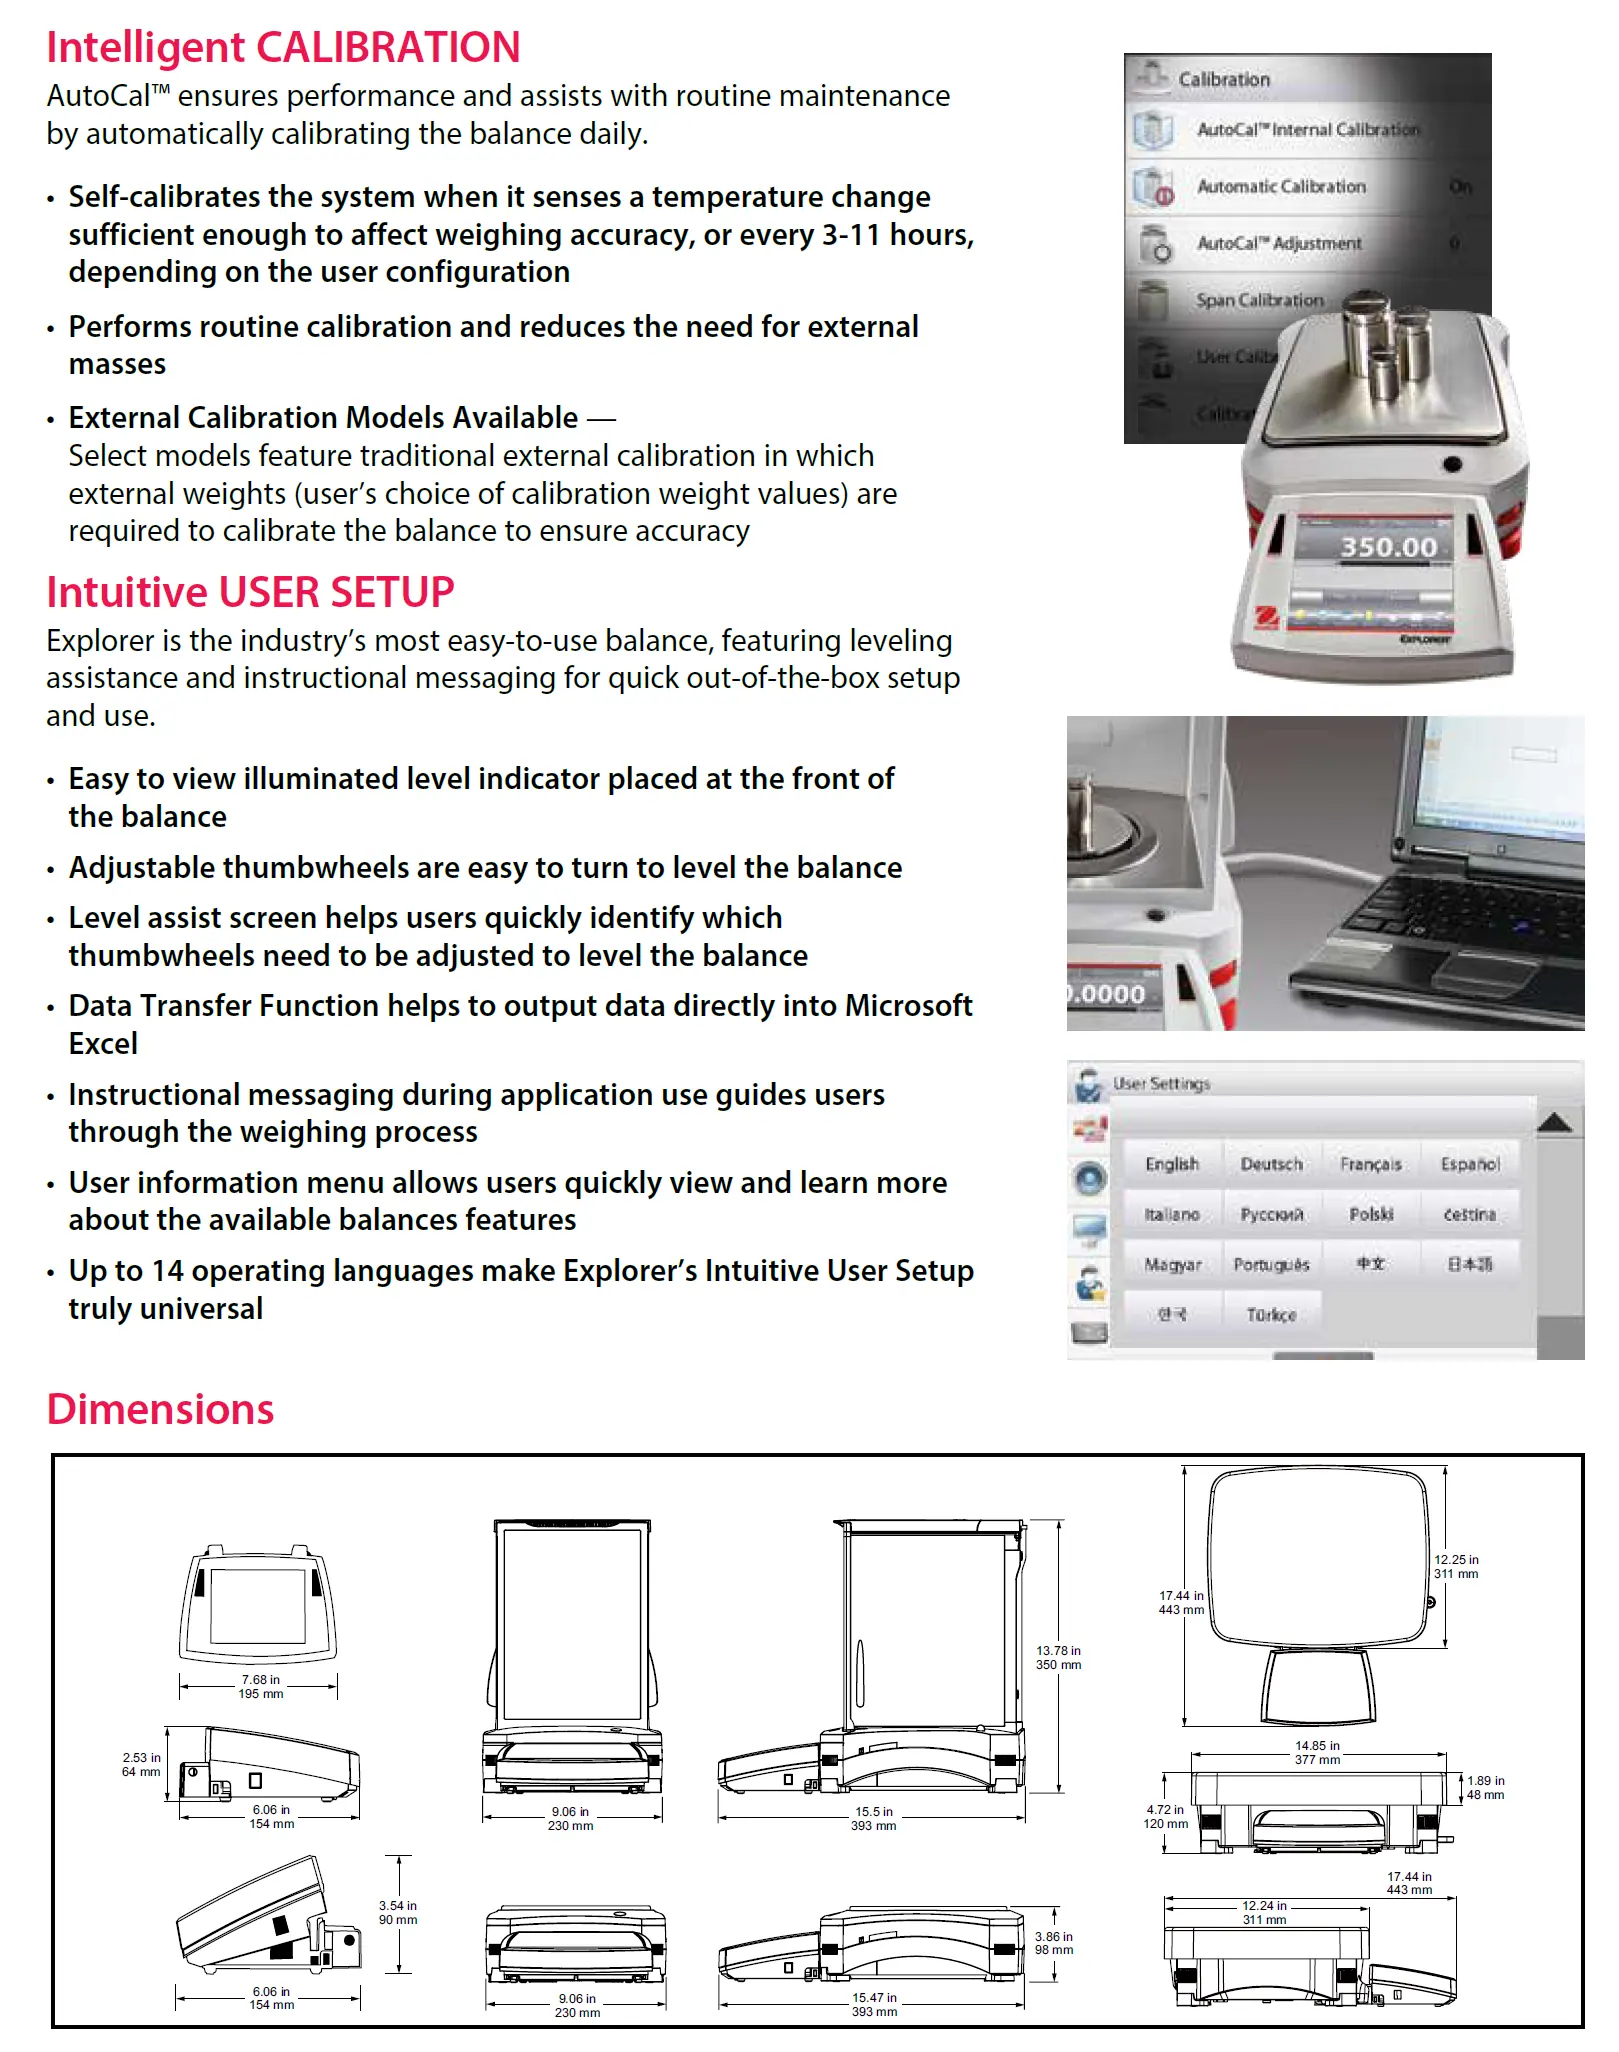 Intelligent CALIBRATION
AutoCal™ ensures performance and assists with routine maintenance
by automatically calibrating the balance daily.
• Self-calibrates the system when it senses a temperature change
sufficient enough to affect weighing accuracy, or every 3-11 hours,
depending on the user configuration
• Performs routine calibration and reduces the need for external
masses
• External Calibration Models Available —
Select models feature traditional external calibration in which
external weights (user’s choice of calibration weight values) are
required to calibrate the balance to ensure accuracy
Calibration
AutoCal™ Internal Calibration
Automatic Calibration On
AutoCal™ Adjustment 0
Span Calibration
User Calib
Calibrat
350.00
EXPLORER
Intuitive USER SETUP
Explorer is the industry’s most easy-to-use balance, featuring leveling
assistance and instructional messaging for quick out-of-the-box setup
and use.
• Easy to view illuminated level indicator placed at the front of
the balance
• Adjustable thumbwheels are easy to turn to level the balance
• Level assist screen helps users quickly identify which
thumbwheels need to be adjusted to level the balance
• Data Transfer Function helps to output data directly into Microsoft
Excel
• Instructional messaging during application use guides users
through the weighing process
• User information menu allows users quickly view and learn more
about the available balances features
• Up to 14 operating languages make Explorer’s Intuitive User Setup
truly universal
0.0000
User Settings
English Deutsch Français Español
Italiano Русский Polski čeština
Magyar Português 中文 日本語
한국 Türkçe
Dimensions
7.68 in
195 mm
2.53 in
64 mm
6.06 in
154 mm
3.54 in
90 mm
6.06 in
154 mm
9.06 in
230 mm
9.06 in
230 mm
13.78 in
350 mm
15.5 in
393 mm
3.86 in
98 mm
15.47 in
393 mm
17.44 in
443 mm
12.25 in
311 mm
14.85 in
377 mm
1.89 in
48 mm
4.72 in
120 mm
17.44 in
443 mm
12.24 in
311 mm